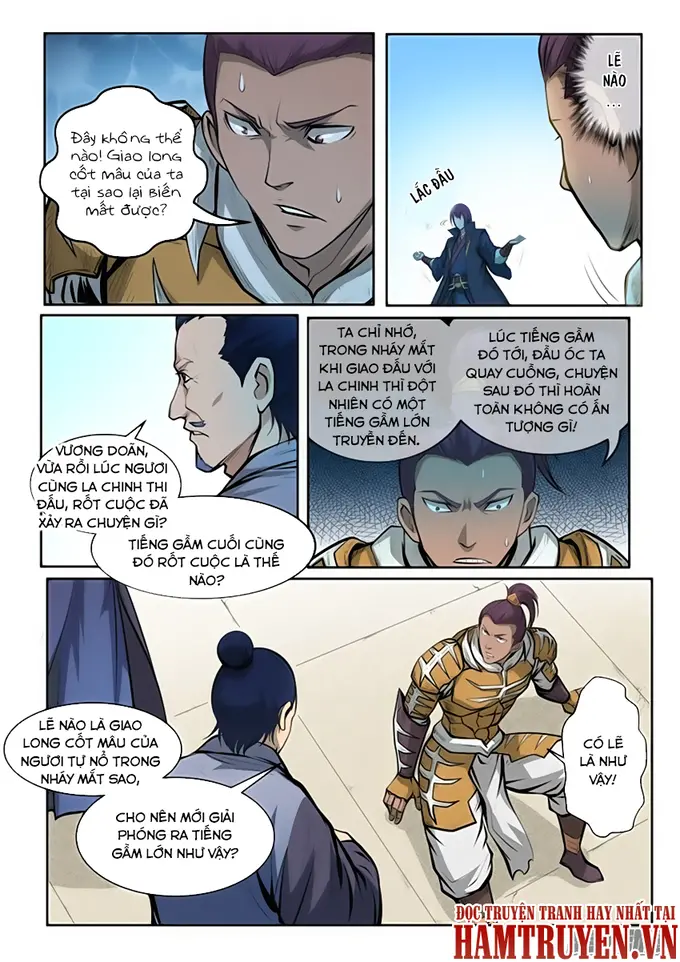 Đây không thể
nào! Giao long
cốt mâu của ta
tại sao lại biến
mất được?
LẼ
NÀO
...
LẮC ĐẦU
VƯƠNG DOÃN,
VỪA RỒI LÚC NGƯƠI
CÙNG LA CHINH THI
ĐẤU, RỐT CUỘC ĐÃ
XẢY RA CHUYỆN GÌ?
TIẾNG GẦM CUỐI CÙNG
ĐÓ RỐT CUỘC LÀ THẾ
NÀO?
TA CHỈ NHỚ,
TRONG NHÁY MẮT
KHI GIAO ĐẤU VỚI
LA CHINH THÌ ĐỘT
NHIÊN CÓ MỘT
TIẾNG GẦM LỚN
TRUYỀN ĐẾN.
LÚC TIẾNG GẦM
ĐÓ TỚI, ĐẦU ÓC TA
QUAY CUỒNG, CHUYỆN
SAU ĐÓ THÌ HOÀN
TOÀN KHÔNG CÓ ẤN
TƯỢNG GÌ!
LẼ NÀO LÀ GIAO
LONG CỐT MÂU CỦA
NGƯƠI TỰ NỔ TRONG
NHÁY MẮT SAO,
CHO NÊN MỚI GIẢI
PHÓNG RA TIẾNG
GẦM LỚN NHƯ VẬY?
CÓ LẼ
LÀ NHƯ
VẬY!
ĐỌC TRUYỆN TRANH HAY NHẤT TẠI
HAMTRUYEN.VN